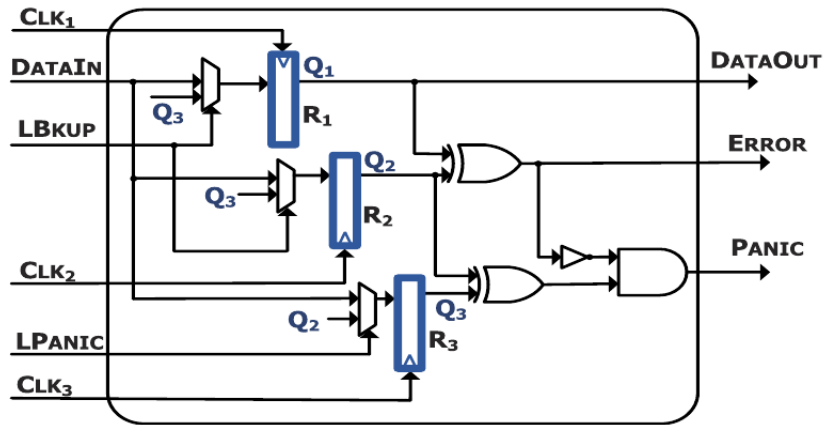 CLK1
DATAIN
Q1
DATAOUT
Q3
R1
LBKUP
ERROR
Q2
Q3
R2
PANIC
CLK2
Q2
Q3
R3
LPANIC
CLK3